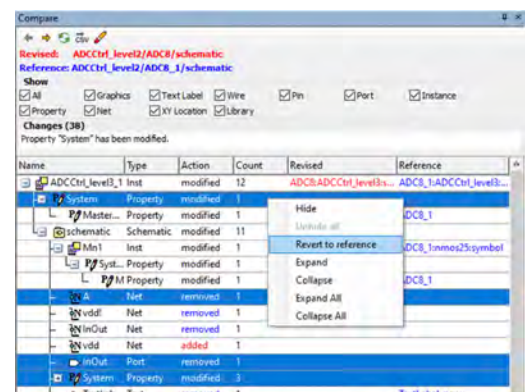 Compare
CSV
Revised: ADCCtrl_level2/ADC8/schematic
Reference: ADCCtrl_level2/ADC8_1/schematic
Show
All Graphics Text Label Wire Pin Port Instance
Property Net XY Location Library
Changes (38)
Property "System" has been modified.
Name Type Action Count Revised Reference
ADCCtrl_level3_1 Inst modified 12 ADC8:ADCCtrl_level3:s... ADC8_1:ADCCtrl_level3:...
System Property modified 1
Master... Property modified 1 ADC8_1
schematic Schematic modified 11
Mn1 Inst modified 1 ADC8_1:nmos25:symbol
Syst... Property modified 1
M Property modified 1 ADC8_1
A Net removed 1
vdd! Net removed 1
InOut Net removed 1
vdd Net added 1
InOut Port removed 1
System Property modified 3
Hide
Unhide all
Revert to reference
Expand
Collapse
Expand All
Collapse All